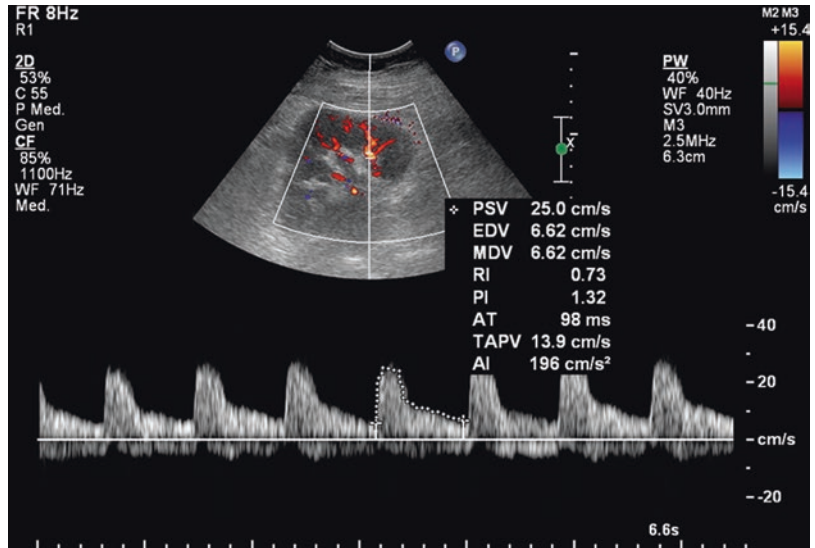 FR 8Hz
R1
M2 M3
+15.4
2D
53%
C 55
P Med.
Gen
CF
85%
1100Hz
WF 71Hz
Med.
P
PW
40%
WF 40Hz
SV3.0mm
M3
2.5MHz
6.3cm
X
-15.4
cm/s
PSV 25.0 cm/s
EDV 6.62 cm/s
MDV 6.62 cm/s
RI 0.73
PI 1.32
AT 98 ms
TAPV 13.9 cm/s
AI 196 cm/s²
-40
-20
-cm/s
--20
6.6s